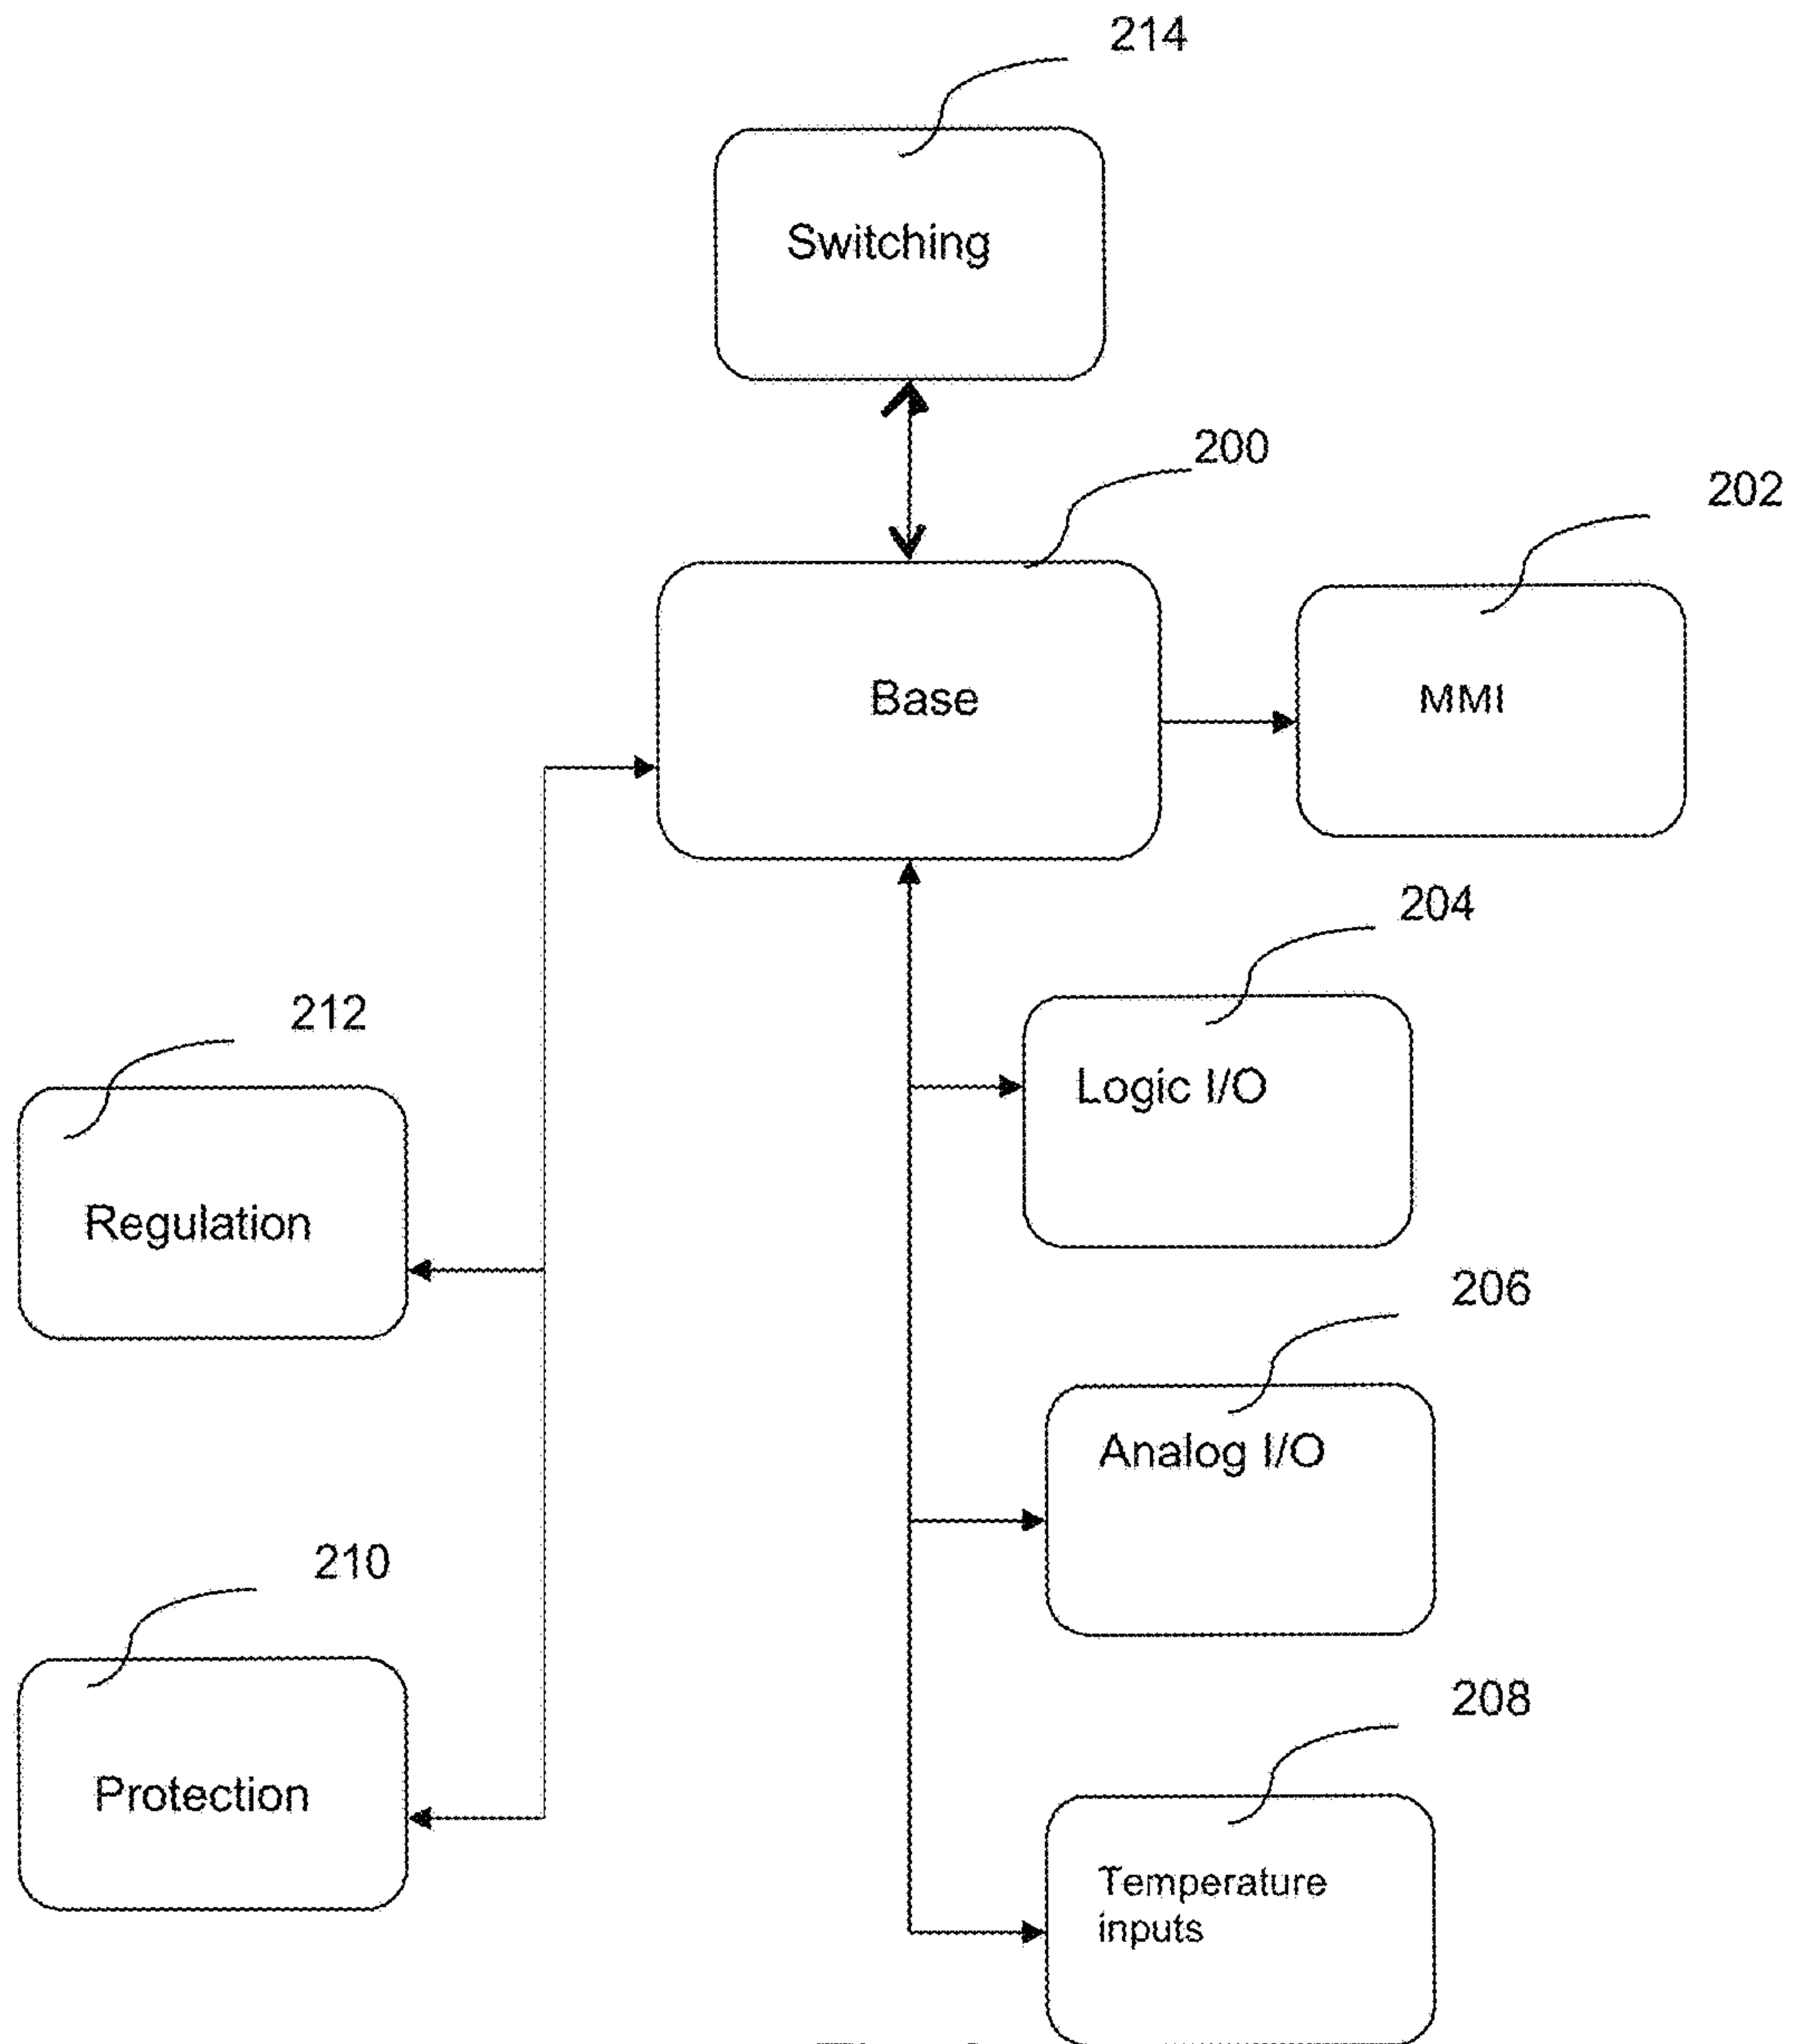 214
Switching
200
202
Base
MMI
204
212
Logic I/O
Regulation
206
Analog I/O
210
208
Protection
Temperature
inputs